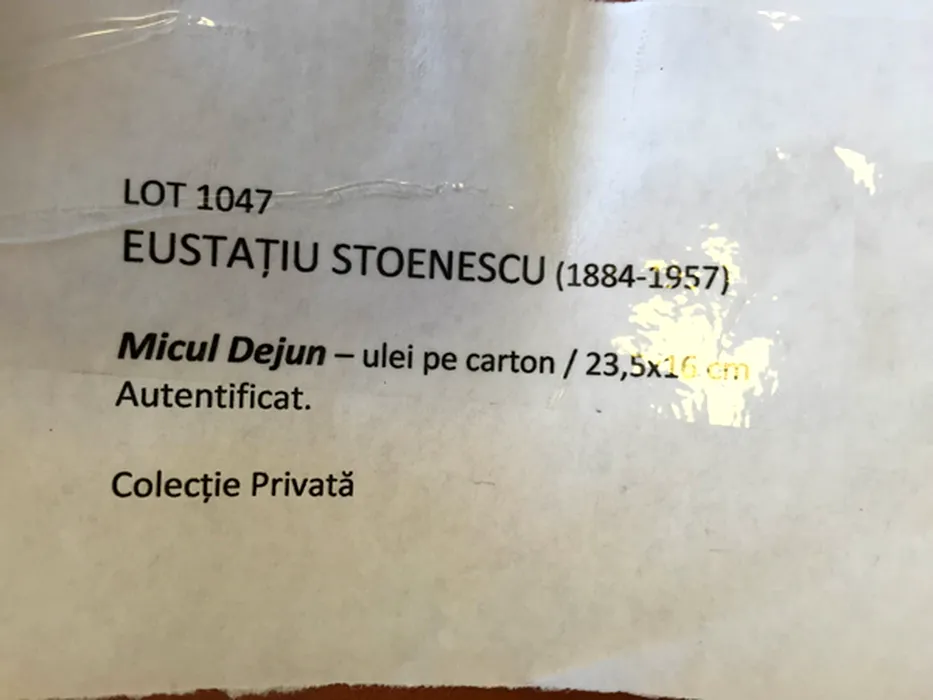 LOT 1047
EUSTAȚIU STOENESCU (1884-1957)
Micul Dejun – ulei pe carton / 23,5x16 cm
Autentificat.
Colecție Privată